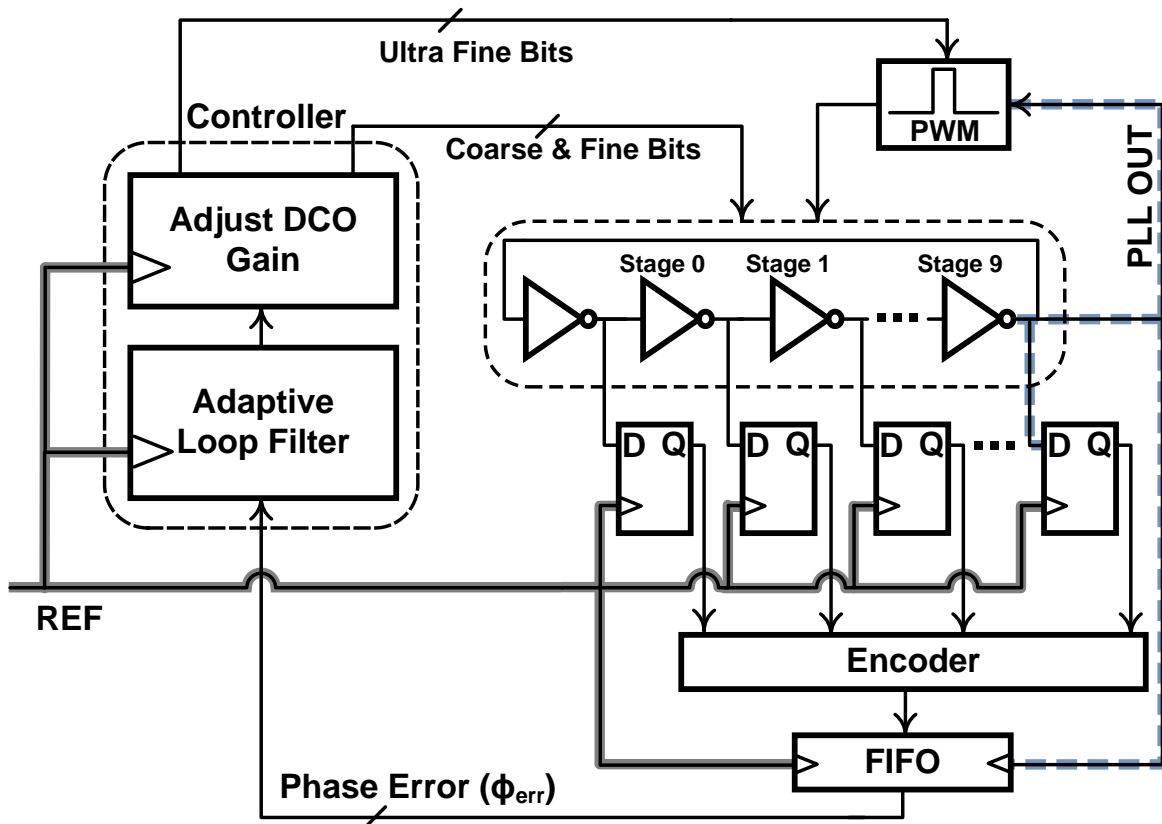 Ultra Fine Bits
Controller
PWM
Coarse & Fine Bits
PLL OUT
Adjust DCO
Gain
Stage 0
Stage 1
Stage 9
Adaptive
Loop Filter
D Q
D Q
D Q
D Q
REF
Encoder
FIFO
Phase Error (ϕerr)